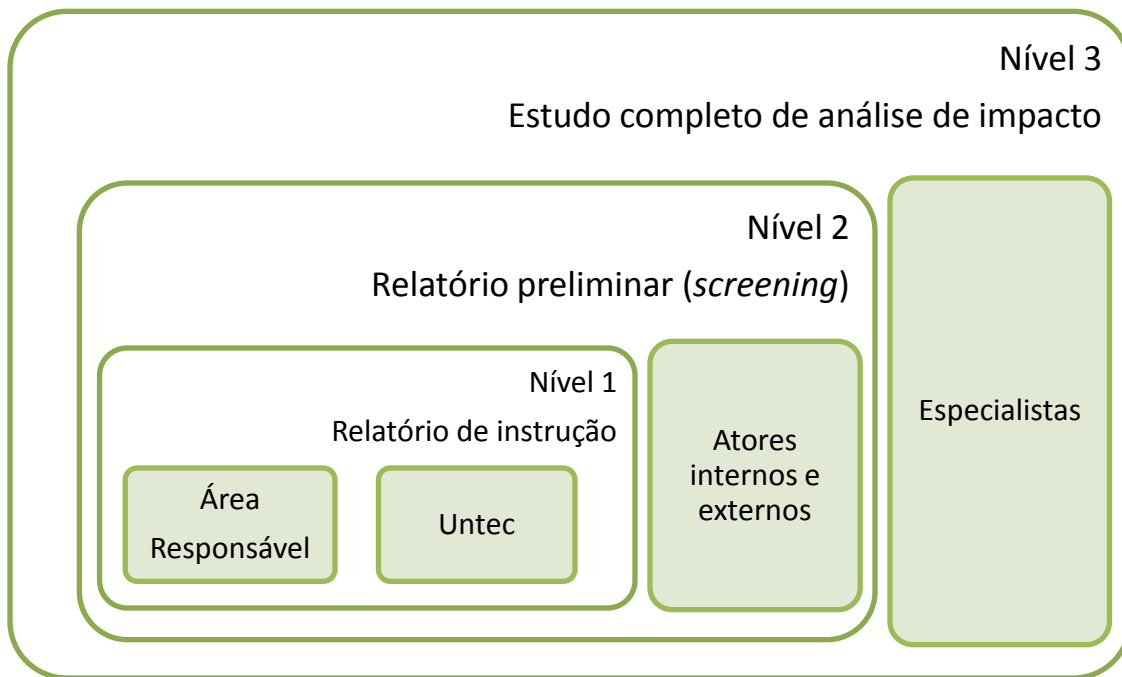 Nível 3
Estudo completo de análise de impacto
Nível 2
Relatório preliminar (screening)
Nível 1
Relatório de instrução
Área
Responsável
Untec
Atores
internos e
externos
Especialistas